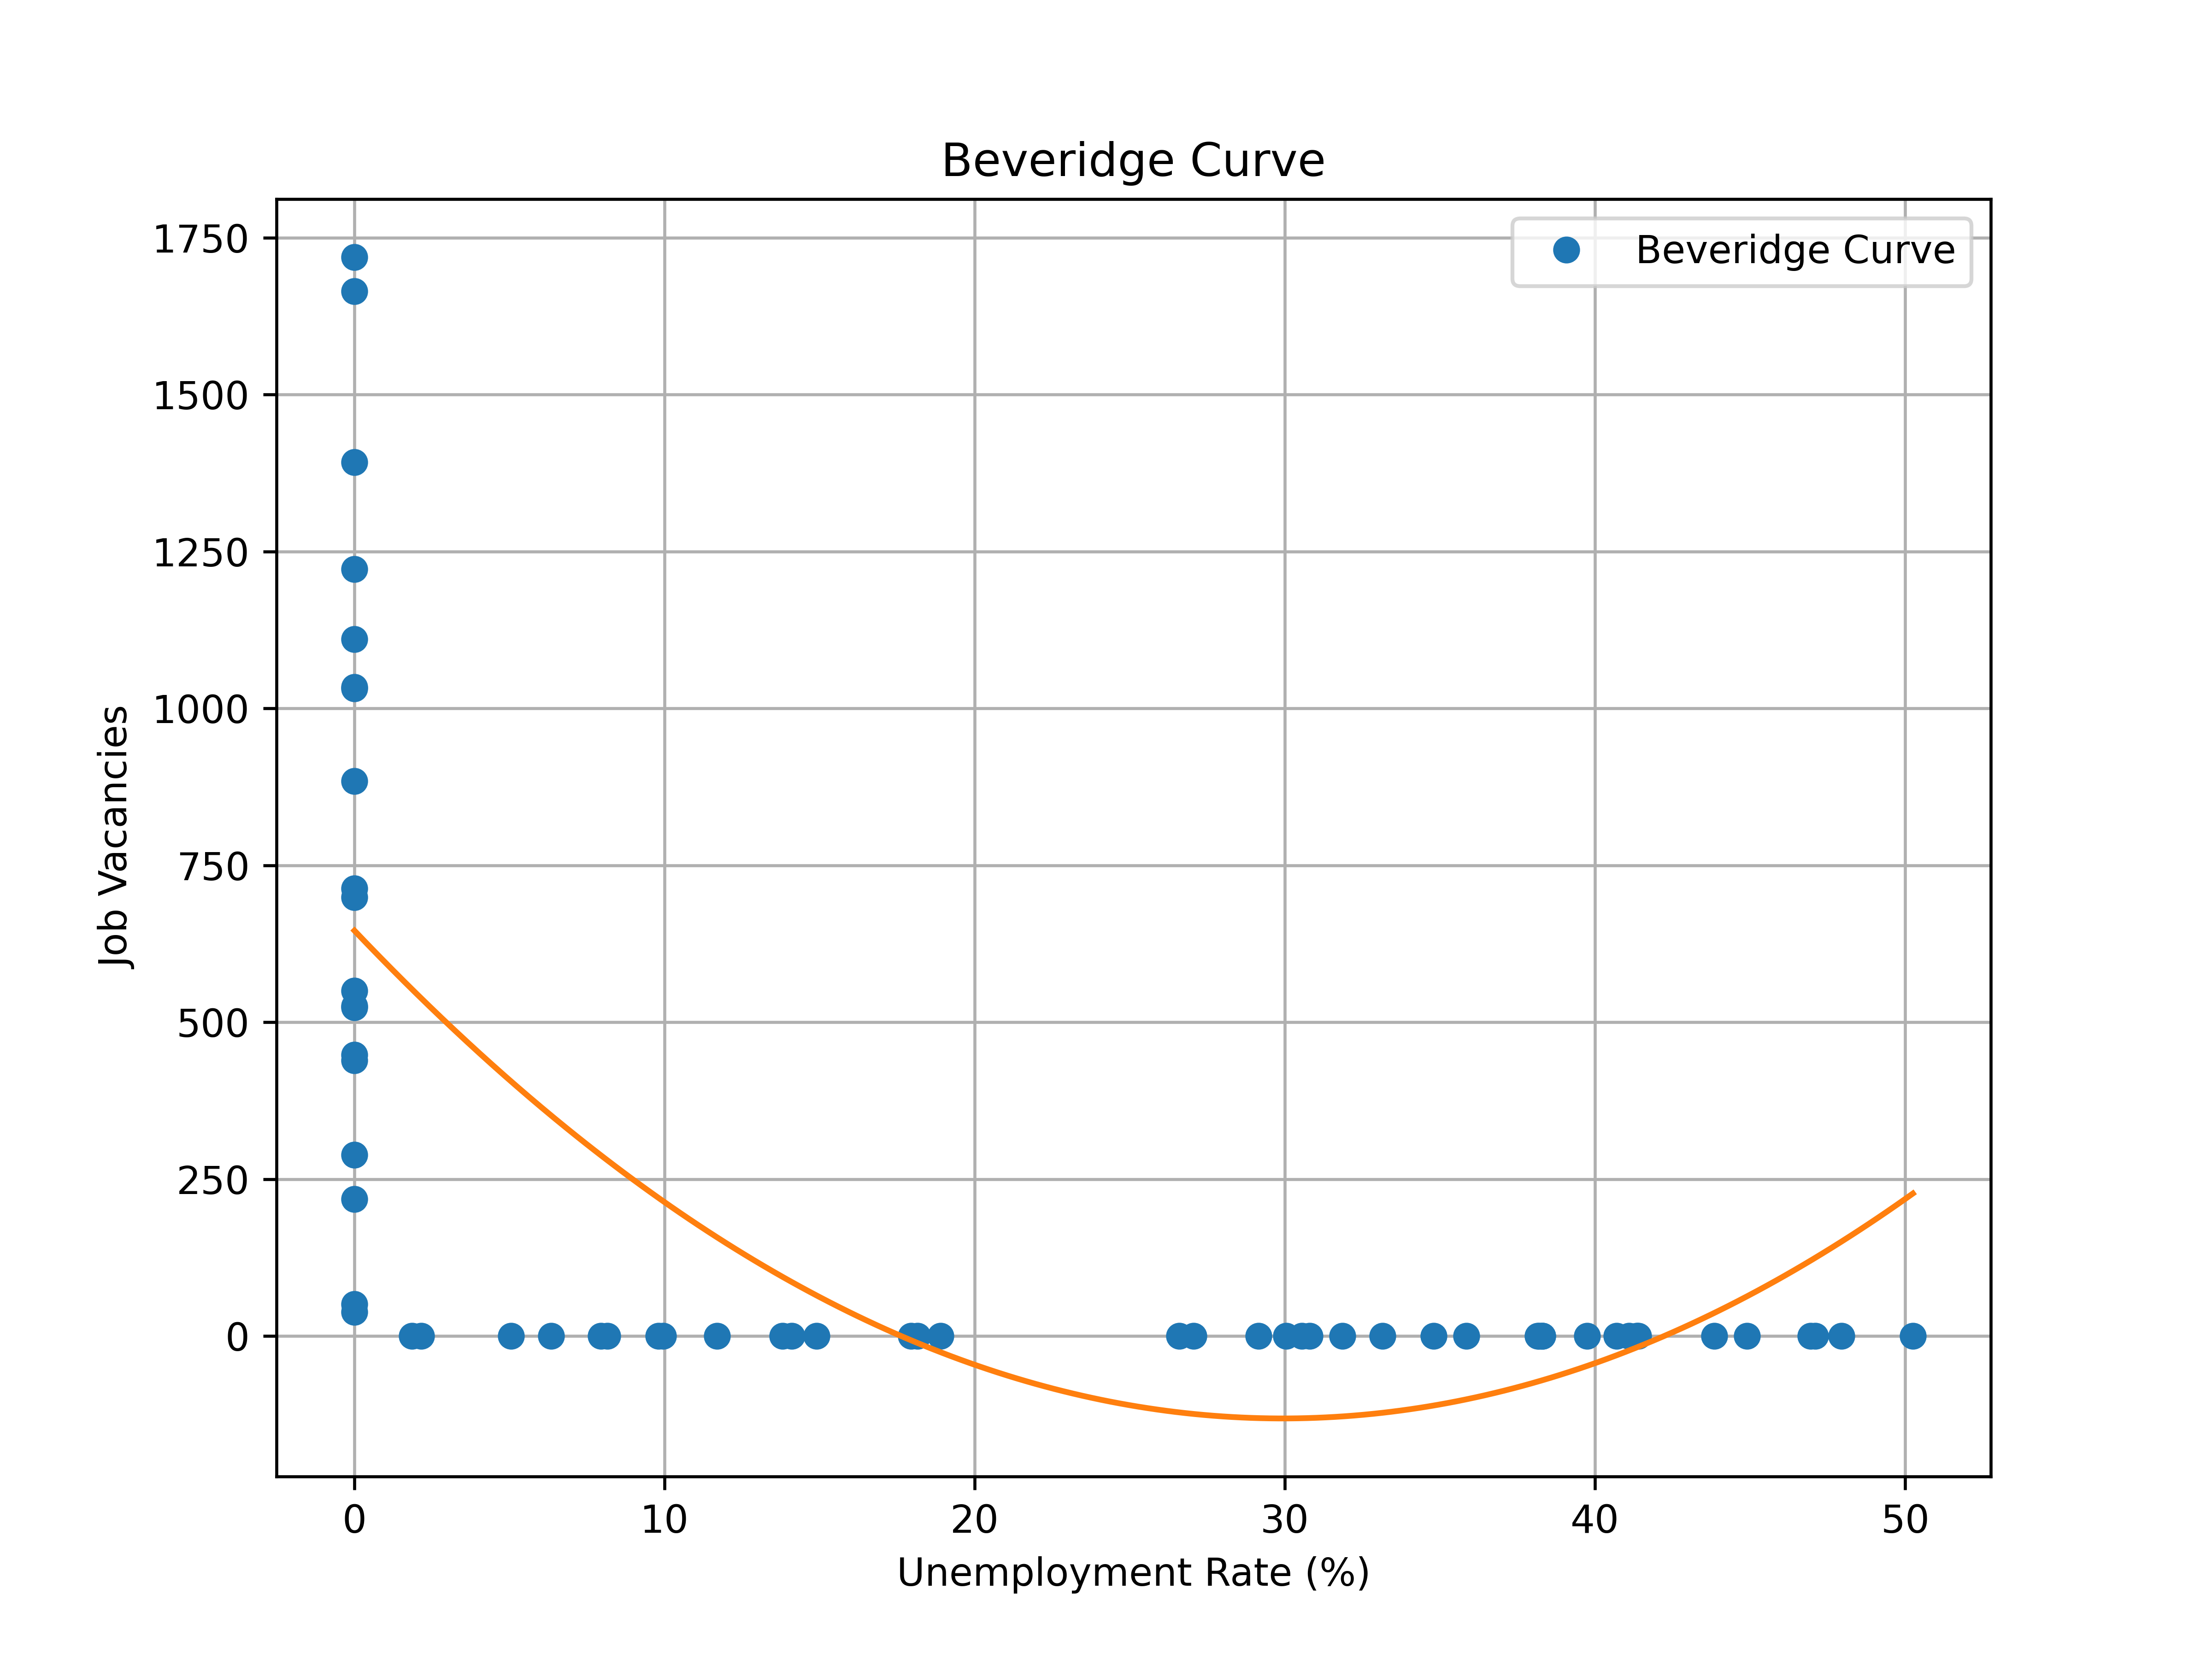 Beveridge Curve
Beveridge Curve
1750
1500
1250
1000
750
500
250
0
Job Vacancies
0 10 20 30 40 50
Unemployment Rate (%)